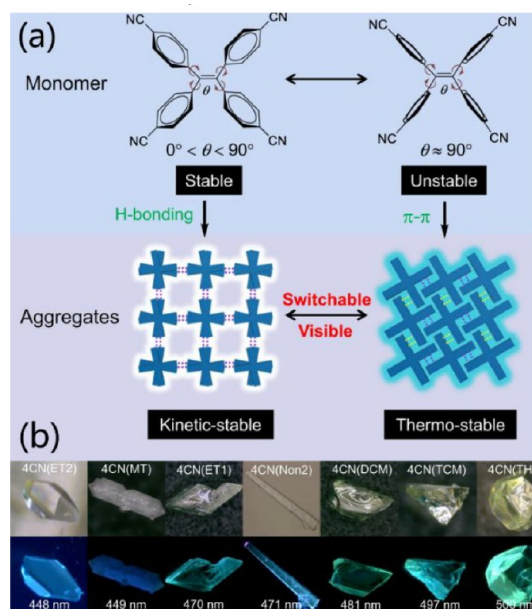 (a)
Monomer
NC CN NC CN
θ θ
NC CN NC CN
0° < θ < 90° θ ≈ 90°
Stable Unstable
H-bonding π-π
Aggregates
Switchable
Visible
Kinetic-stable Thermo-stable
(b)
4CN(ET2) 4CN(MT) 4CN(ET1) 4CN(Non2) 4CN(DCM) 4CN(TCM) 4CN(TH
448 nm 449 nm 470 nm 471 nm 481 nm 497 nm